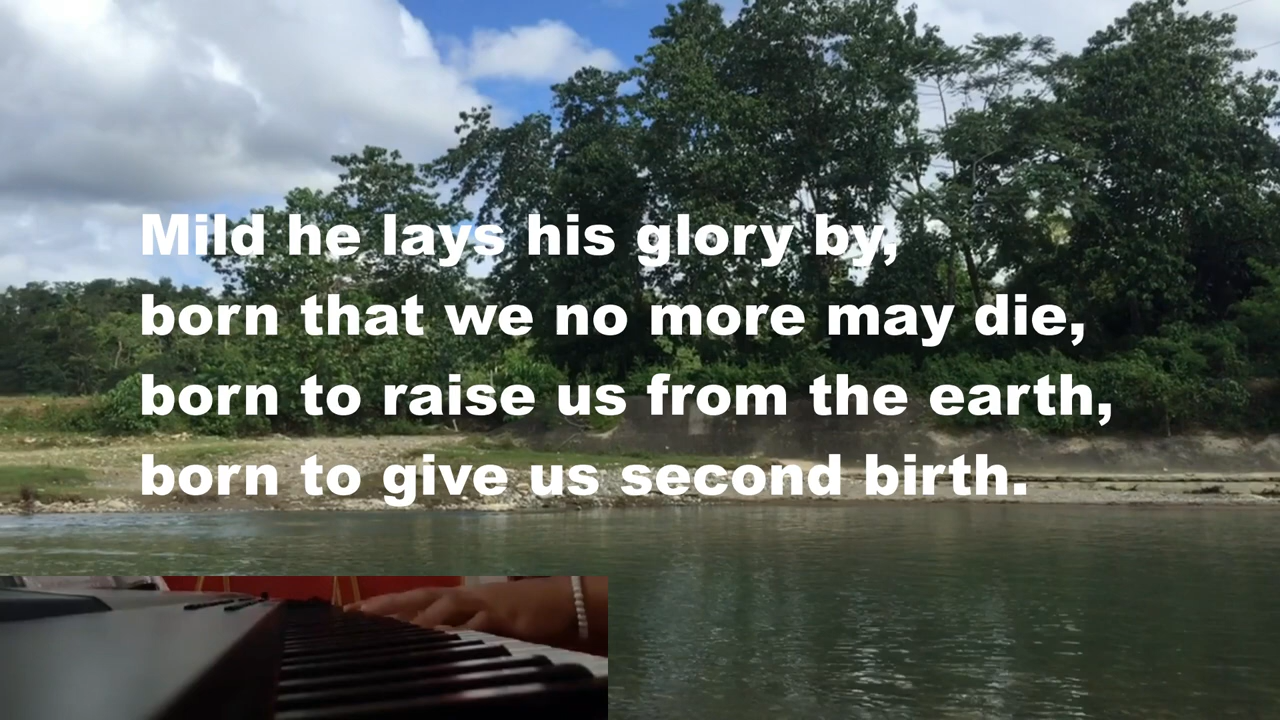 Mild he lays his glory by,
born that we no more may die,
born to raise us from the earth,
born to give us second birth.